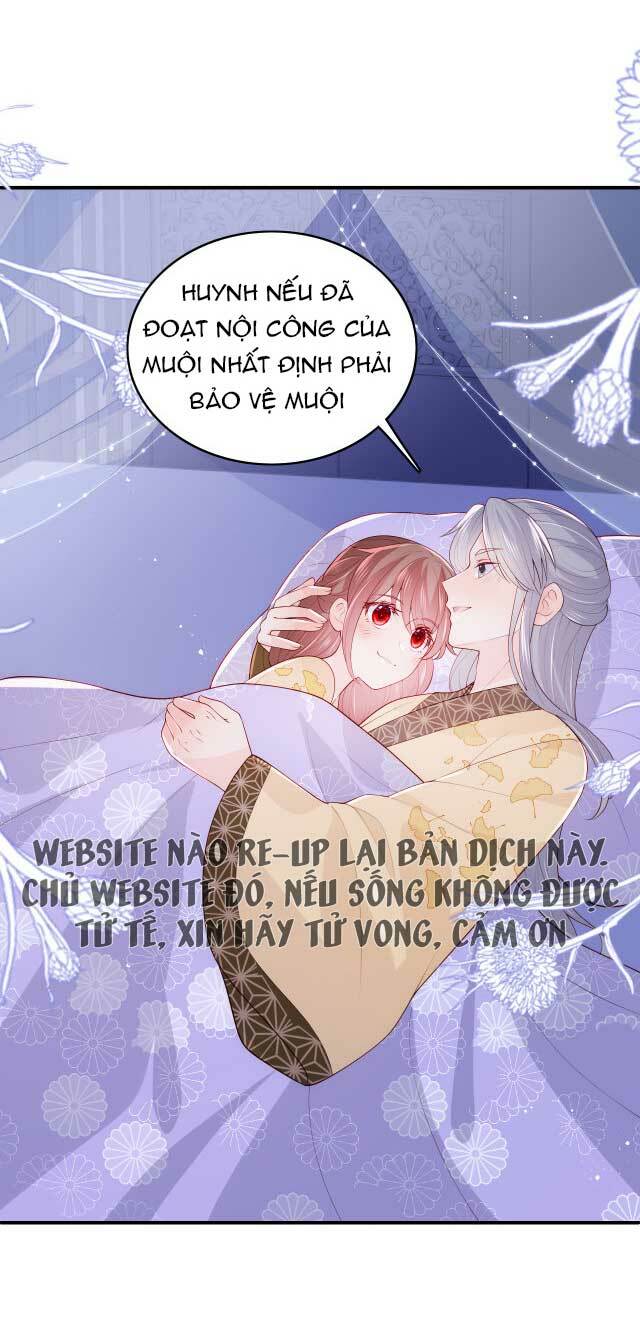 HUYNH NẾU ĐÃ
ĐOẠT NỘI CÔNG CỦA
MUỘI NHẤT ĐỊNH PHẢI
BẢO VỆ MUỘI
WEBSITE NÀO RE-UP LẠI BẢN DỊCH NÀY.
CHỦ WEBSITE ĐÓ, NẾU SỐNG KHÔNG ĐƯỢC
TỬ TẾ, XIN HÃY TỬ VONG, CẢM ƠN